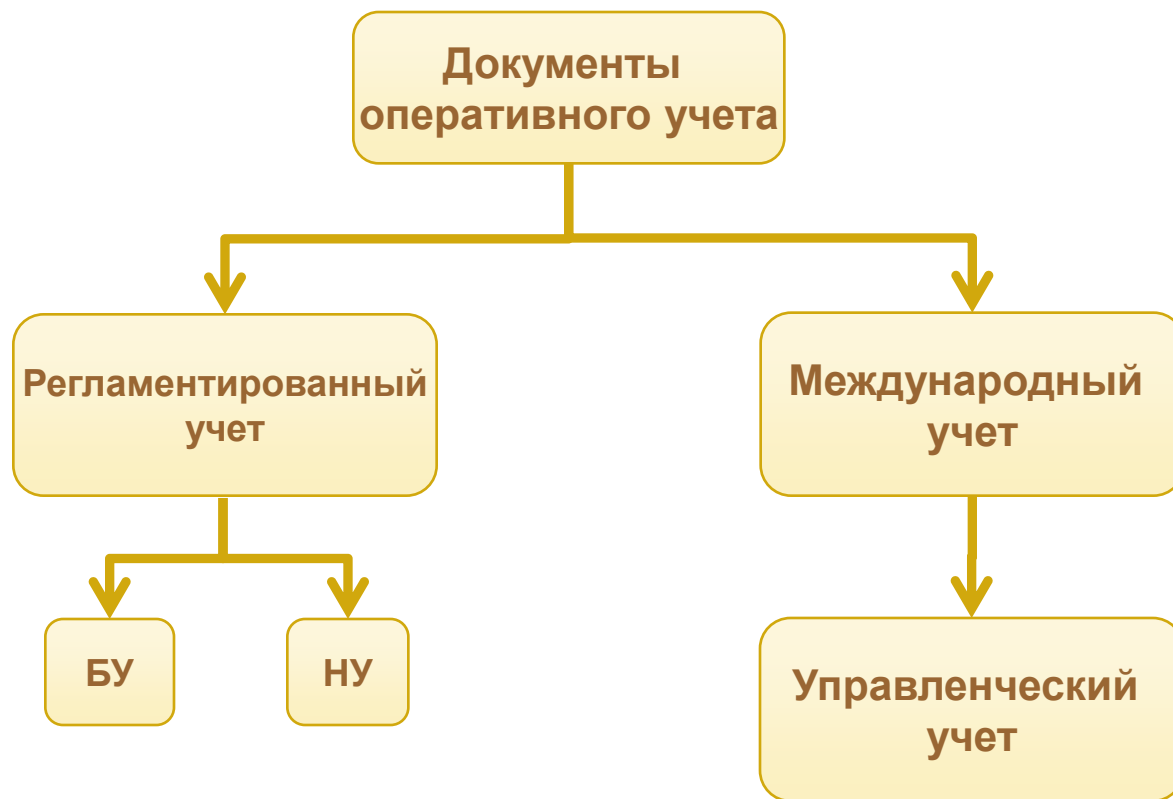 Документы
оперативного учета
Регламентированный
учет
Международный
учет
БУ
НУ
Управленческий
учет